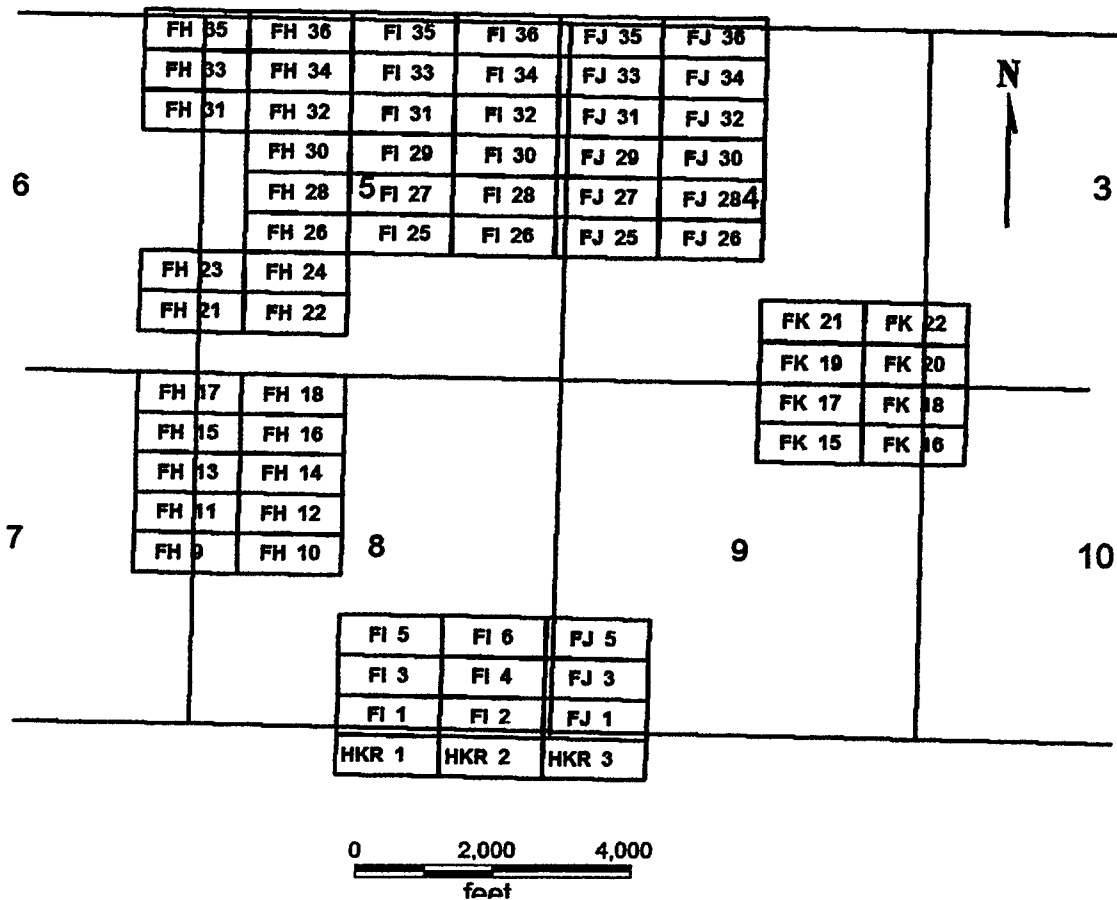 FH 35 FH 36 FI 35 FI 36 FJ 35 FJ 36
FH 33 FH 34 FI 33 FI 34 FJ 33 FJ 34
N
FH 31 FH 32 FI 31 FI 32 FJ 31 FJ 32
FH 30 FI 29 FI 30 FJ 29 FJ 30
6 FH 28 5 FI 27 FI 28 FJ 27 FJ 28 4 3
FH 26 FI 25 FI 26 FJ 25 FJ 26
FH 23 FH 24
FH 21 FH 22
FK 21 FK 22
FK 19 FK 20
FH 17 FH 18
FK 17 FK 18
FH 15 FH 16
FK 15 FK 16
FH 13 FH 14
FH 11 FH 12
7 FH 9 FH 10 8 9 10
FI 5 FI 6 FJ 5
FI 3 FI 4 FJ 3
FI 1 FI 2 FJ 1
HKR 1 HKR 2 HKR 3
0 2,000 4,000
feet